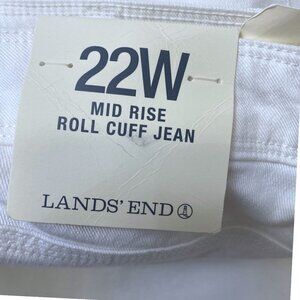 22W
MID RISE
ROLL CUFF JEAN
LANDS' END